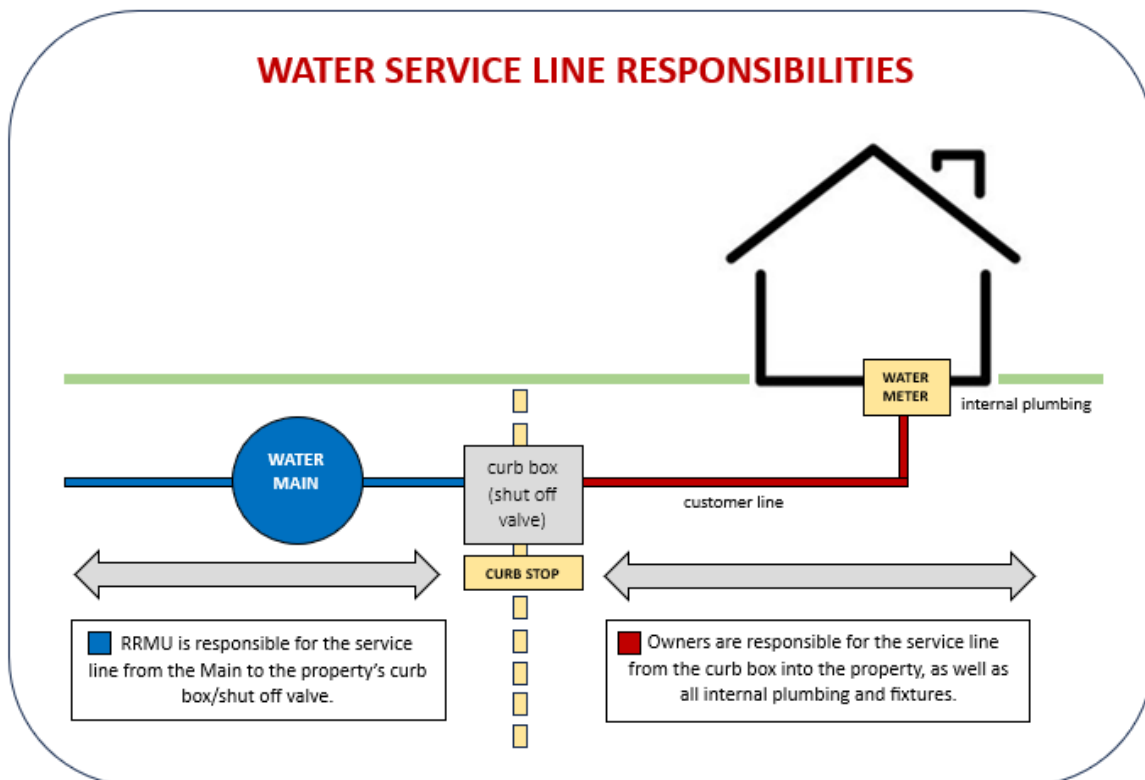 WATER SERVICE LINE RESPONSIBILITIES
WATER
METER
internal plumbing
WATER
MAIN
curb box
(shut off
valve)
customer line
CURB STOP
RRMU is responsible for the service
line from the Main to the property's curb
box/shut off valve.
Owners are responsible for the service line
from the curb box into the property, as well as
all internal plumbing and fixtures.